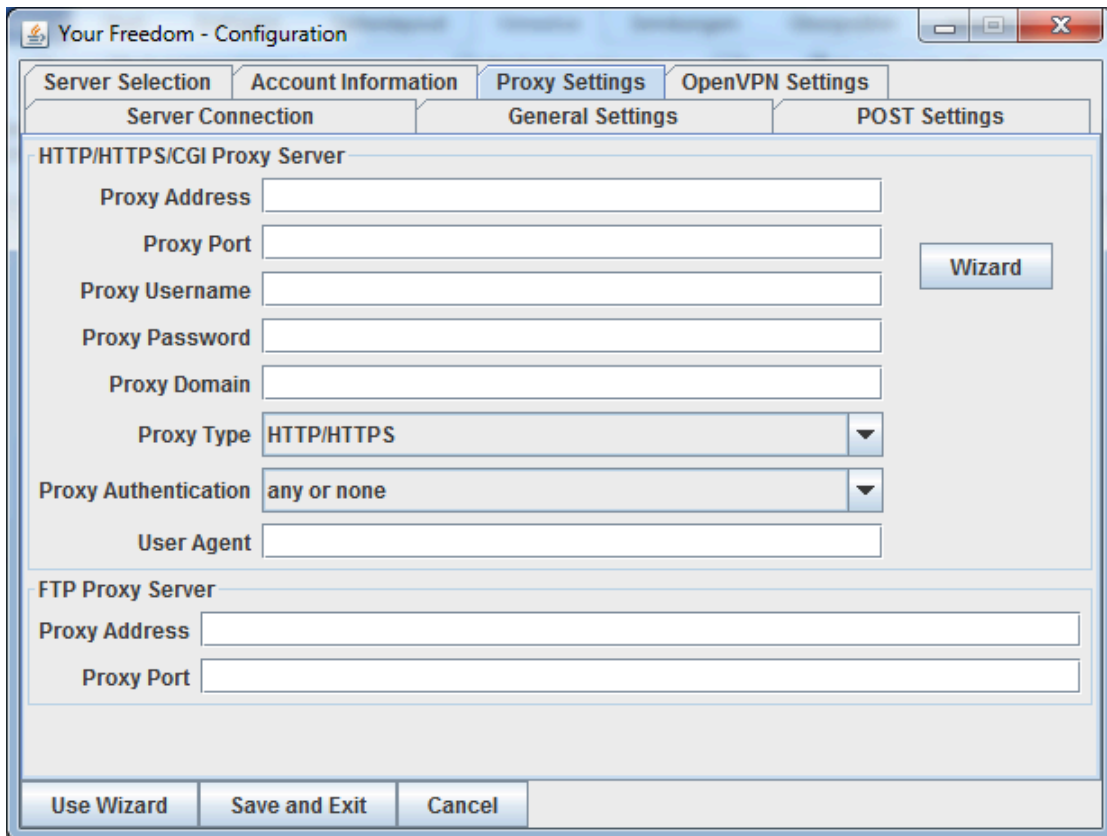 Your Freedom - Configuration
Server Selection
Account Information
Proxy Settings
OpenVPN Settings
Server Connection
General Settings
POST Settings
HTTP/HTTPS/CGI Proxy Server
Proxy Address
Proxy Port
Wizard
Proxy Username
Proxy Password
Proxy Domain
Proxy Type HTTP/HTTPS
Proxy Authentication any or none
User Agent
FTP Proxy Server
Proxy Address
Proxy Port
Use Wizard
Save and Exit
Cancel